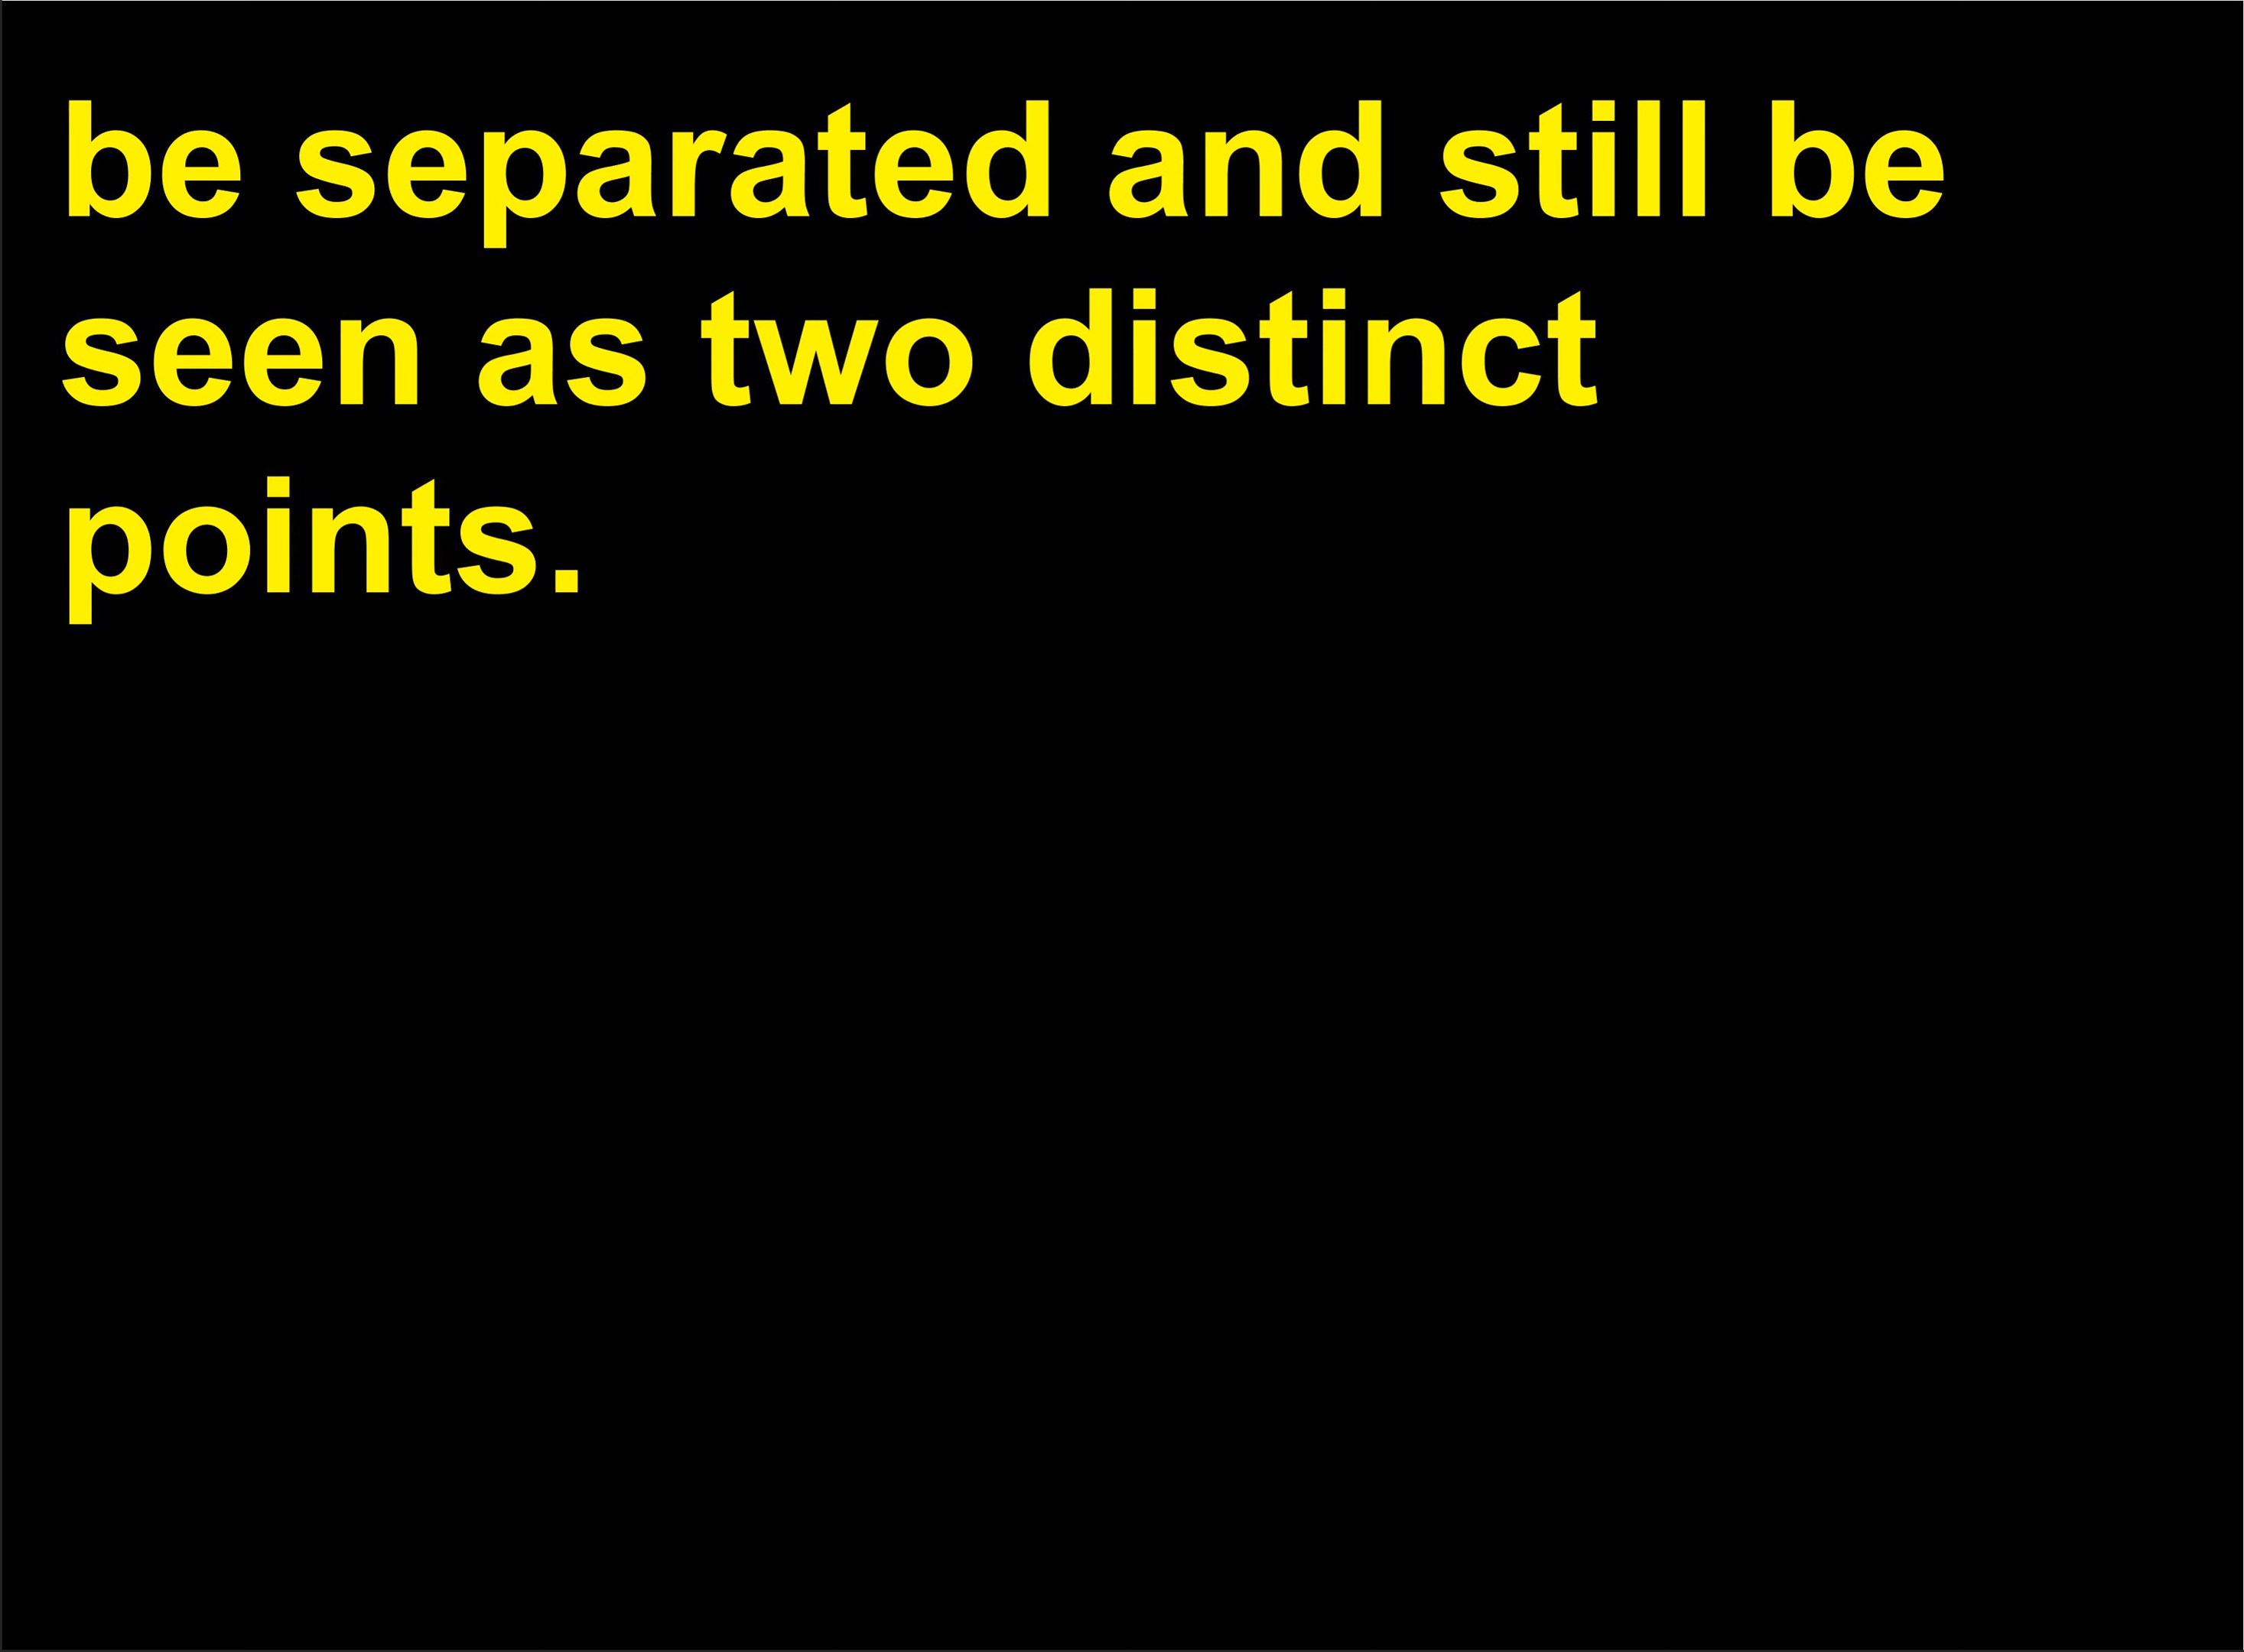 be separated and still be
seen as two distinct
points.